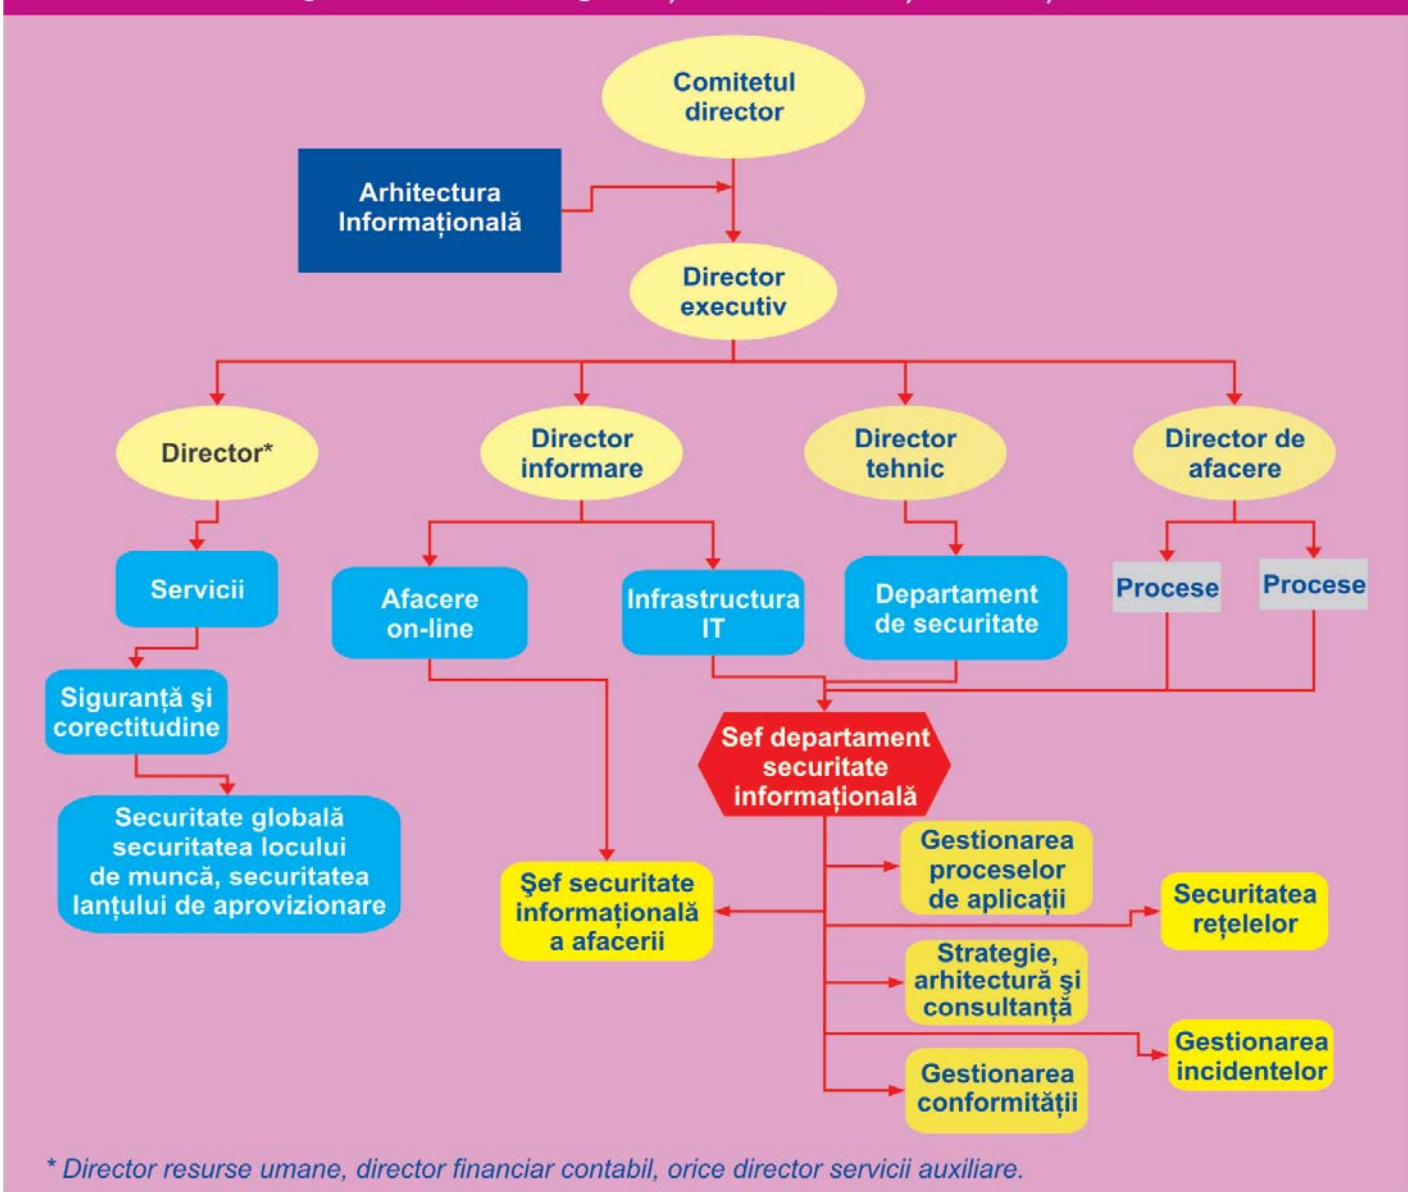 Comitetul
director
Arhitectura
Informațională
Director
executiv
Director*
Director
informare
Director
tehnic
Director de
afacere
Servicii
Afacere
on-line
Infrastructura
IT
Departament
de securitate
Procese
Procese
Siguranță şi
corectitudine
Sef departament
securitate
informațională
Securitate globală
securitatea locului
de muncă, securitatea
lanțului de aprovizionare
Şef securitate
informațională
a afacerii
Gestionarea
proceselor
de aplicații
Securitatea
rețelelor
Strategie,
arhitectură şi
consultanță
Gestionarea
incidentelor
Gestionarea
conformității
* Director resurse umane, director financiar contabil, orice director servicii auxiliare.